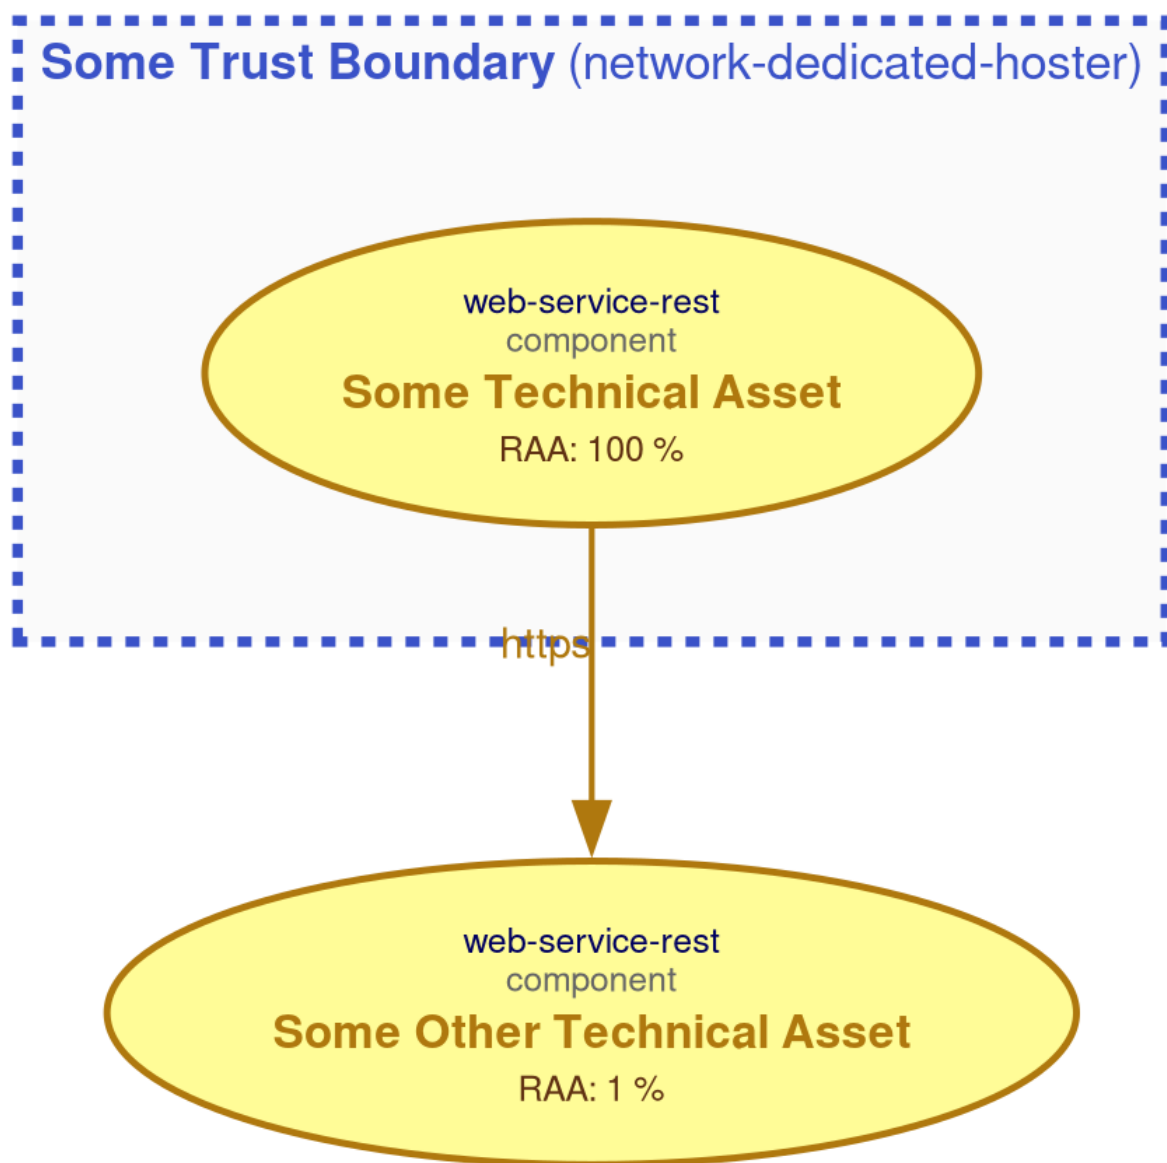 Some Trust Boundary (network-dedicated-hoster)
web-service-rest
component
Some Technical Asset
RAA: 100 %
https
web-service-rest
component
Some Other Technical Asset
RAA: 1 %